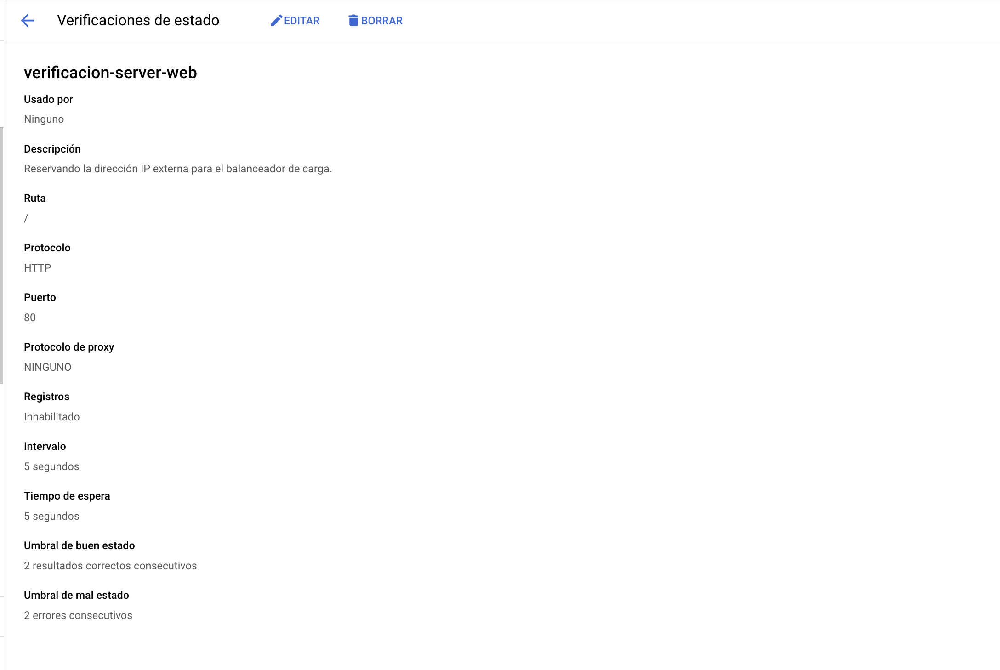 Verificaciones de estado EDITAR BORRAR
verificacion-server-web
Usado por
Ninguno
Descripción
Reservando la dirección IP externa para el balanceador de carga.
Ruta
/
Protocolo
HTTP
Puerto
80
Protocolo de proxy
NINGUNO
Registros
Inhabilitado
Intervalo
5 segundos
Tiempo de espera
5 segundos
Umbral de buen estado
2 resultados correctos consecutivos
Umbral de mal estado
2 errores consecutivos